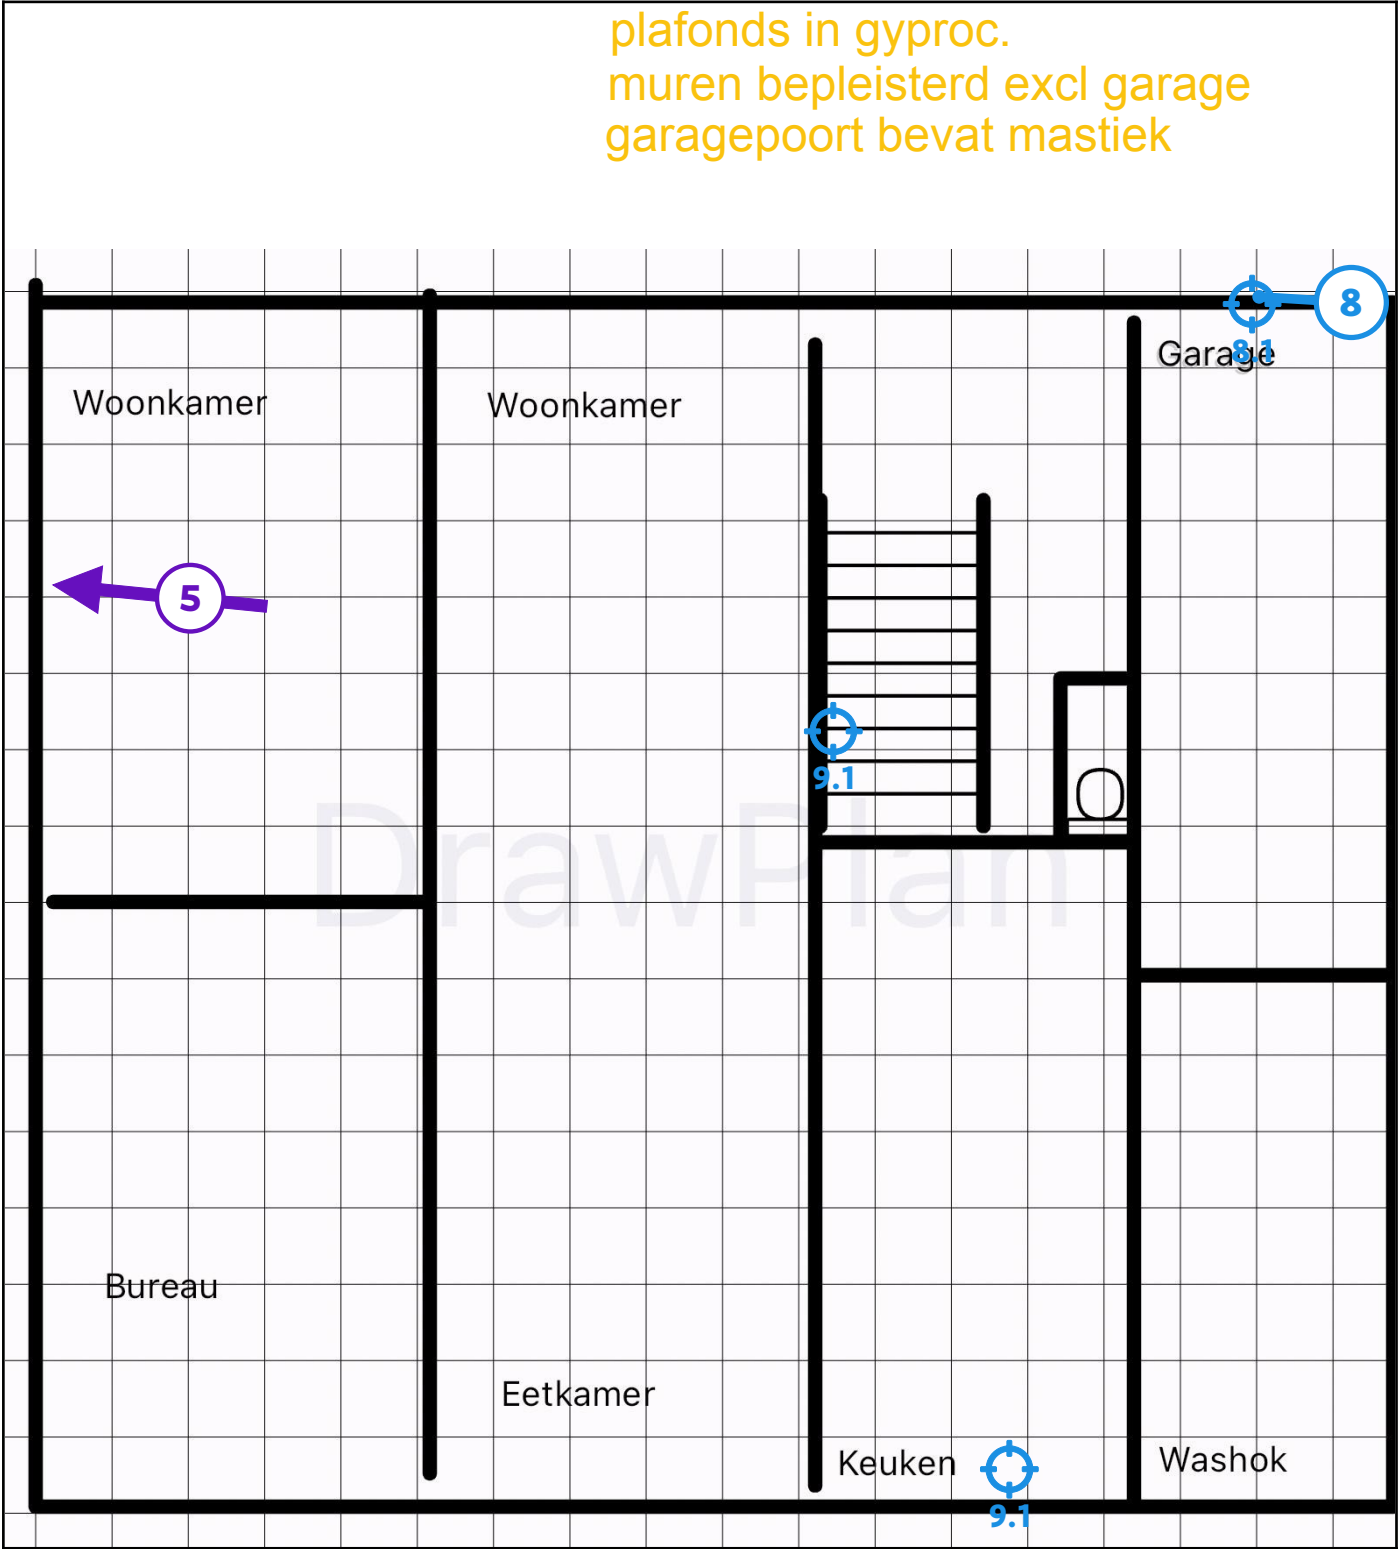 plafonds in gyproc.
muren bepleisterd excl garage
garagepoort bevat mastiek
8
Garage
8.1
Woonkamer
Woonkamer
5
9.1
DrawPlan
Bureau
Eetkamer
Keuken
Washok
9.1